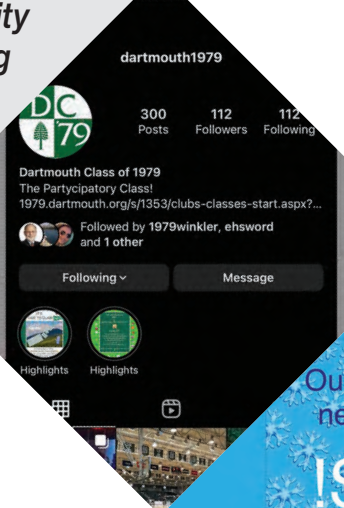 ity
g
dartmouth1979
DC
'79
300 112 112
Posts Followers Following
Dartmouth Class of 1979
The Partycipatory Class!
1979.dartmouth.org/s/1353/clubs-classes-start.aspx?...
Followed by 1979winkler, ehsword
and 1 other
Following Message
Highlights Highlights
Ou
ne
!S